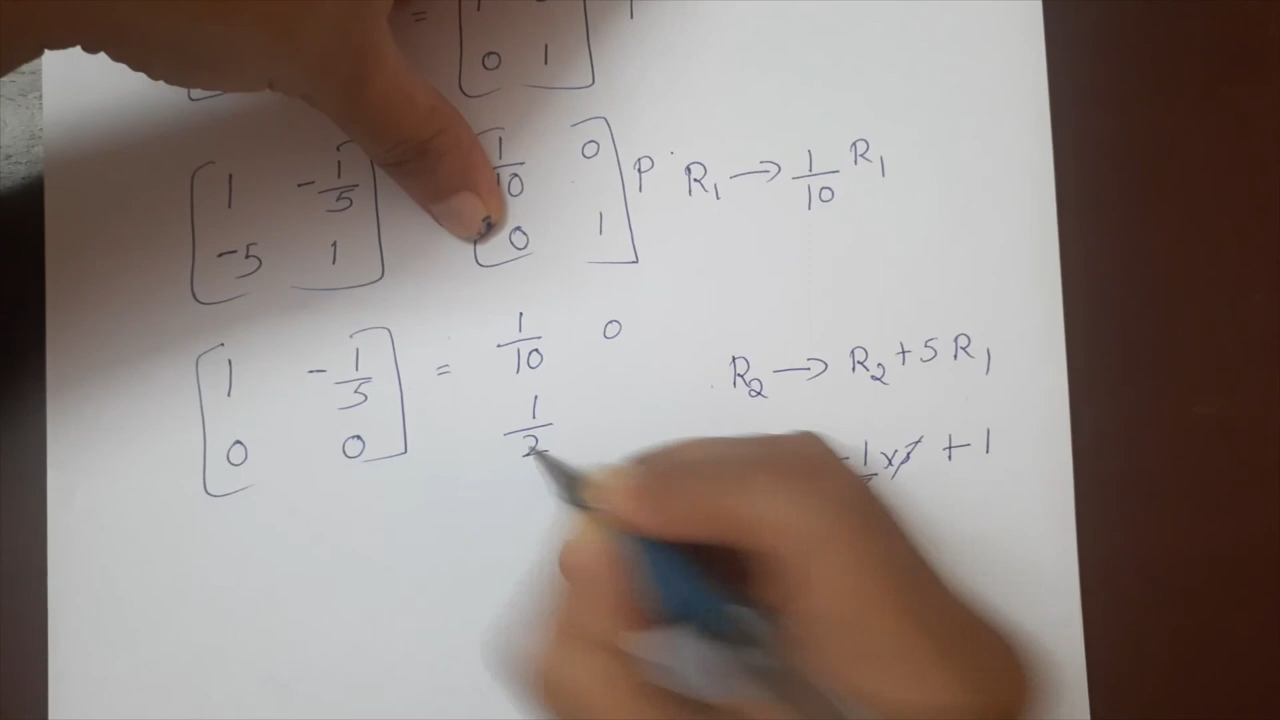 =
0 1
1 -1/5 1/10 0 P R₁ → 1/10 R₁
-5 1 0 1
1 -1/5 = 1/10 0 R₂ → R₂ + 5 R₁
0 0 1/2 + 1